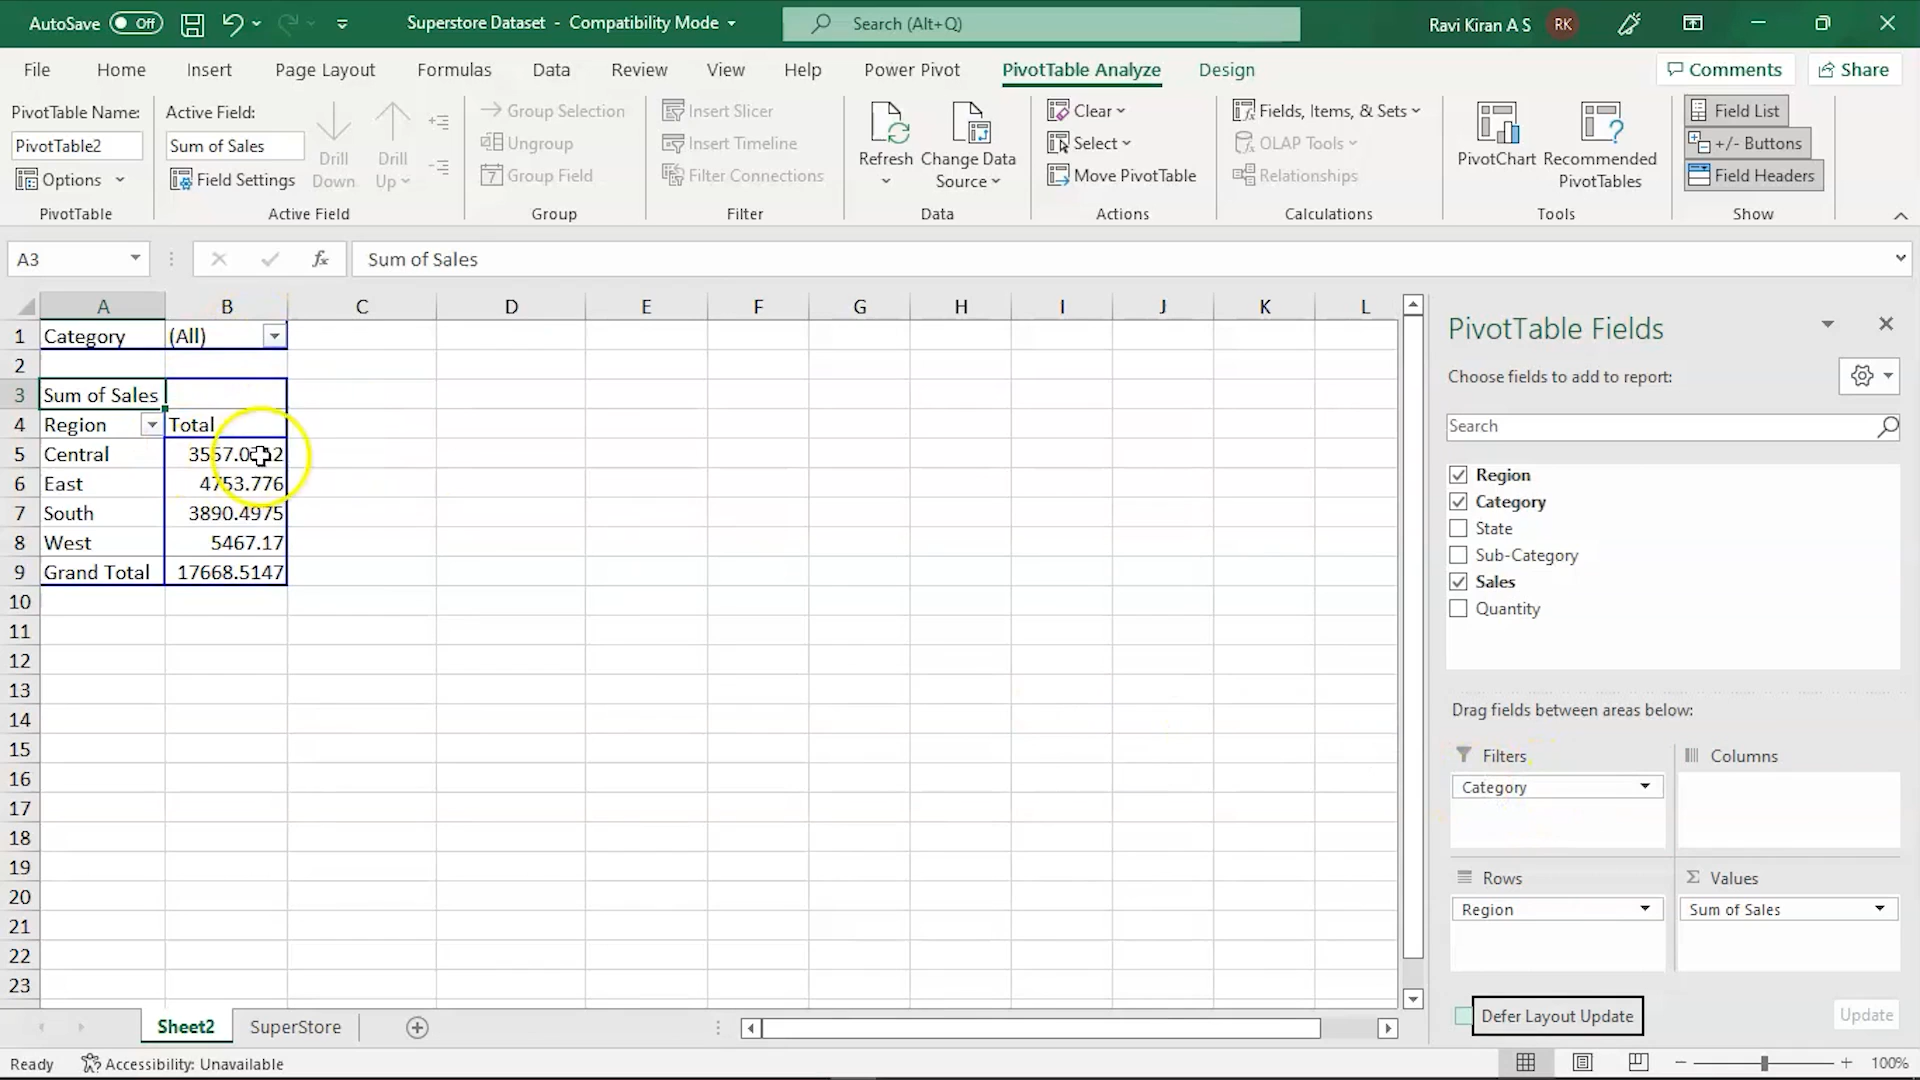 AutoSave Off Superstore Dataset - Compatibility Mode Search (Alt+Q) Ravi Kiran A S RK
File Home Insert Page Layout Formulas Data Review View Help Power Pivot PivotTable Analyze Design Comments Share
PivotTable Name:
PivotTable2
Options
PivotTable
Active Field:
Sum of Sales
Field Settings
Drill Down
Drill Up
Active Field
Group Selection
Ungroup
7 Group Field
Group
Insert Slicer
Insert Timeline
Filter Connections
Filter
Refresh
Change Data Source
Data
Clear
Select
Move PivotTable
Actions
Fields, Items, & Sets
OLAP Tools
Relationships
Calculations
PivotChart
Recommended PivotTables
Tools
Field List
+/- Buttons
Field Headers
Show
A3 fx Sum of Sales
A B C D E F G H I J K L
1 Category (All)
2
3 Sum of Sales
4 Region Total
5 Central
6 East 4753.776
7 South 3890.4975
8 West 5467.17
9 Grand Total 17668.5147
10
11
12
13
14
15
16
17
18
19
20
21
22
23
PivotTable Fields
Choose fields to add to report:
Search
Region
Category
State
Sub-Category
Sales
Quantity
Drag fields between areas below:
Filters
Category
Columns
Rows
Region
Σ Values
Sum of Sales
Defer Layout Update Update
Sheet2 SuperStore
Ready Accessibility: Unavailable 100%